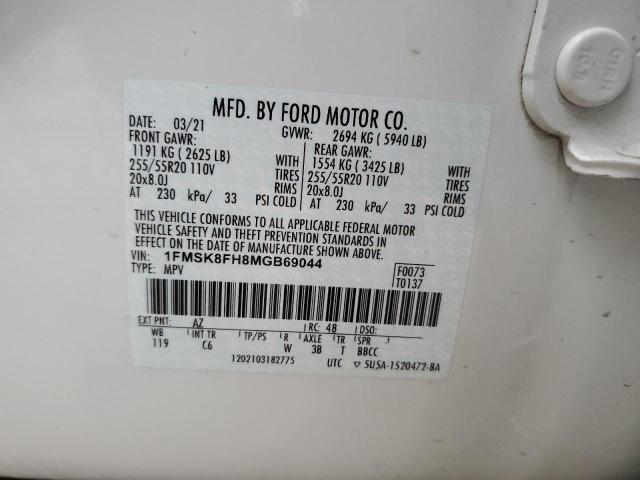 MFD. BY FORD MOTOR CO.
DATE: 03/21 GVWR: 2694 KG ( 5940 LB)
FRONT GAWR: REAR GAWR:
1191 KG ( 2625 LB) WITH 1554 KG ( 3425 LB) WITH
255/55R20 110V TIRES 255/55R20 110V TIRES
20x8.0J RIMS 20x8.0J RIMS
AT 230 kPa/ 33 PSI COLD AT 230 kPa/ 33 PSI COLD
THIS VEHICLE CONFORMS TO ALL APPLICABLE FEDERAL MOTOR
VEHICLE SAFETY AND THEFT PREVENTION STANDARDS IN
EFFECT ON THE DATE OF MANUFACTURE SHOWN ABOVE.
VIN: 1FMSK8FH8MGB69044
TYPE: MPV
F0073
T0137
EXT PNT: AZ RC: 48 DSO:
WB INT TR TP/PS R AXLE TR SPR
119 C6 W 3B T BBCC
1202103182775 UTC ▽ 5U5A-1520472-BA